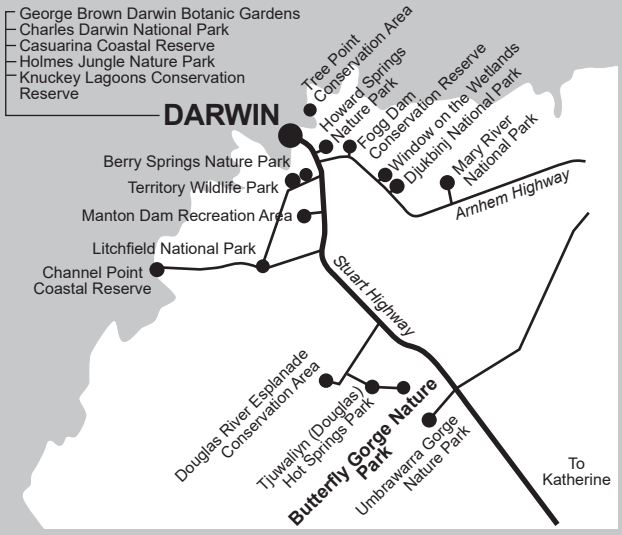 George Brown Darwin Botanic Gardens
Charles Darwin National Park
Casuarina Coastal Reserve
Holmes Jungle Nature Park
Knuckey Lagoons Conservation
Reserve
DARWIN
Tree Point
Conservation Area
Howard Springs
Nature Park
Fogg Dam
Conservation Reserve
Window on the Wetlands
Djukbinj National Park
Mary River
National Park
Arnhem Highway
Berry Springs Nature Park
Territory Wildlife Park
Manton Dam Recreation Area
Litchfield National Park
Channel Point
Coastal Reserve
Stuart Highway
Douglas River Esplanade
Conservation Area
Tjuwaliyn (Douglas)
Hot Springs Park
Butterfly Gorge Nature
Park
Umbrawarra Gorge
Nature Park
To
Katherine